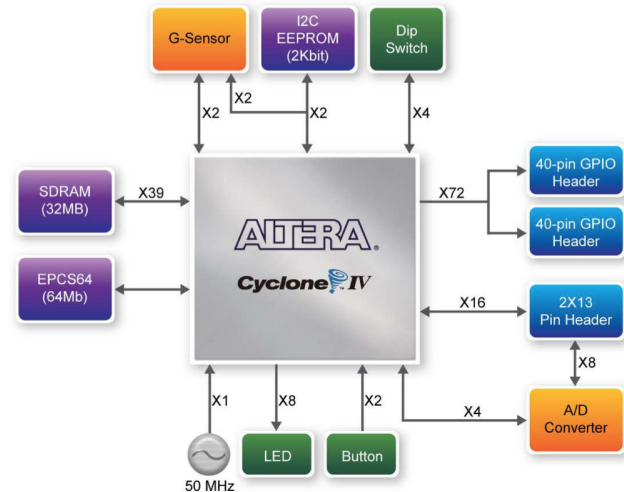 G-Sensor
I2C
EEPROM
(2Kbit)
Dip
Switch
X2
X2
X2
X4
SDRAM
(32MB)
X39
X72
40-pin GPIO
Header
40-pin GPIO
Header
ALTERA®
Cyclone™ IV
EPCS64
(64Mb)
X16
2X13
Pin Header
X8
X1
X8
X2
X4
A/D
Converter
LED
Button
50 MHz